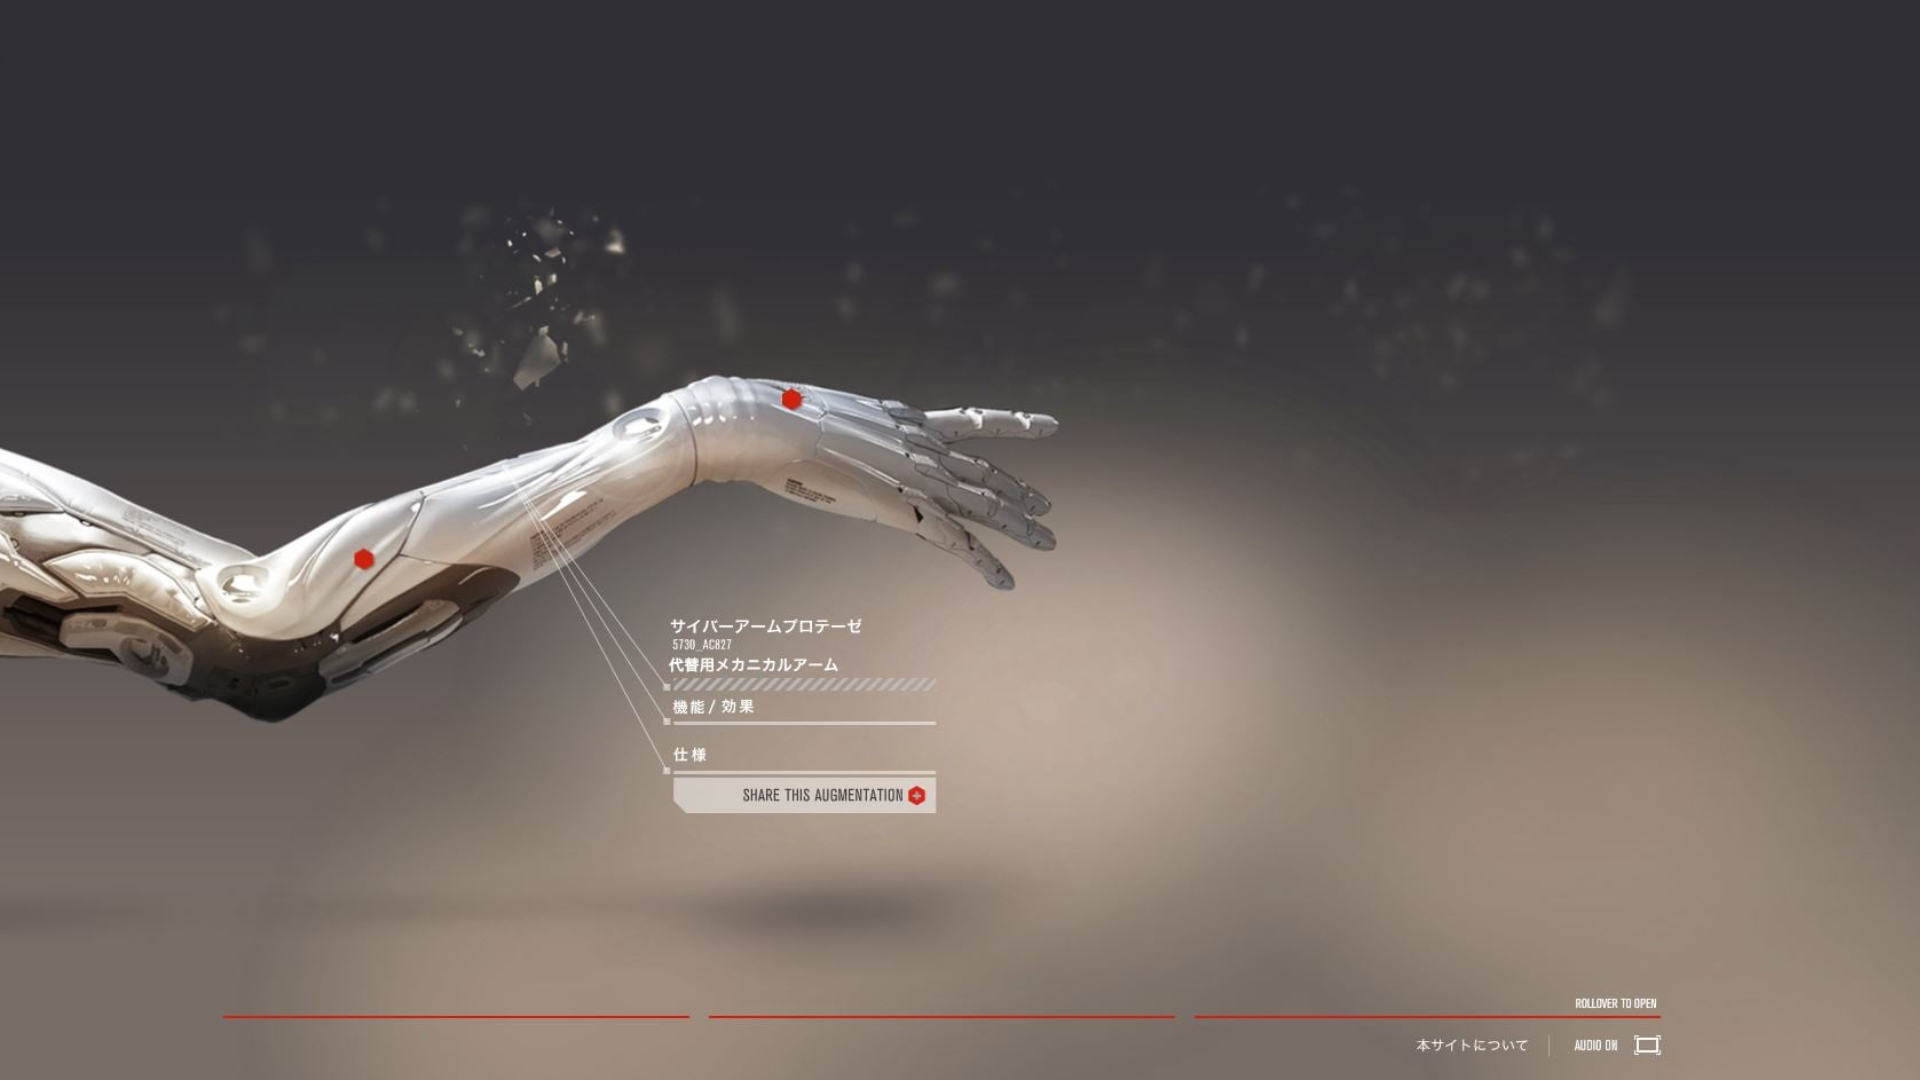 サイバーアームプロテーゼ
5730_AC827
代替用メカニカルアーム
機能 / 効果
仕様
SHARE THIS AUGMENTATION
ROLLOVER TO OPEN
本サイトについて
AUDIO ON